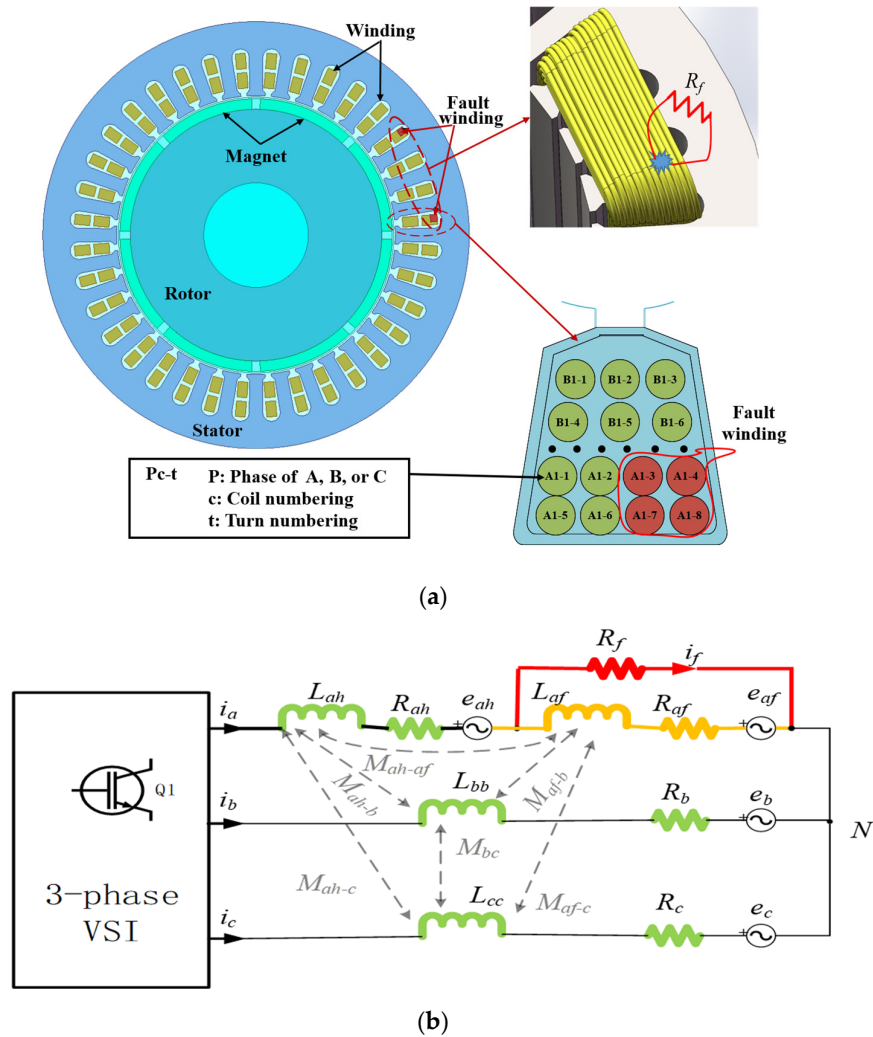 Winding
Fault
winding
Magnet
Rotor
Stator
R_f
B1-1 B1-2 B1-3
B1-4 B1-5 B1-6
Fault
winding
A1-1 A1-2 A1-3 A1-4
A1-5 A1-6 A1-7 A1-8
Pc-t P: Phase of A, B, or C
c: Coil numbering
t: Turn numbering
(a)
R_f i_f
i_a L_ah R_ah e_ah L_af R_af e_af
+ +
M_ah-af
M_ah-b
L_bb
M_af-b
Q1
i_b R_b e_b
+
N
M_bc
3-phase
VSI
M_ah-c
L_cc
M_af-c
i_c R_c e_c
+
(b)